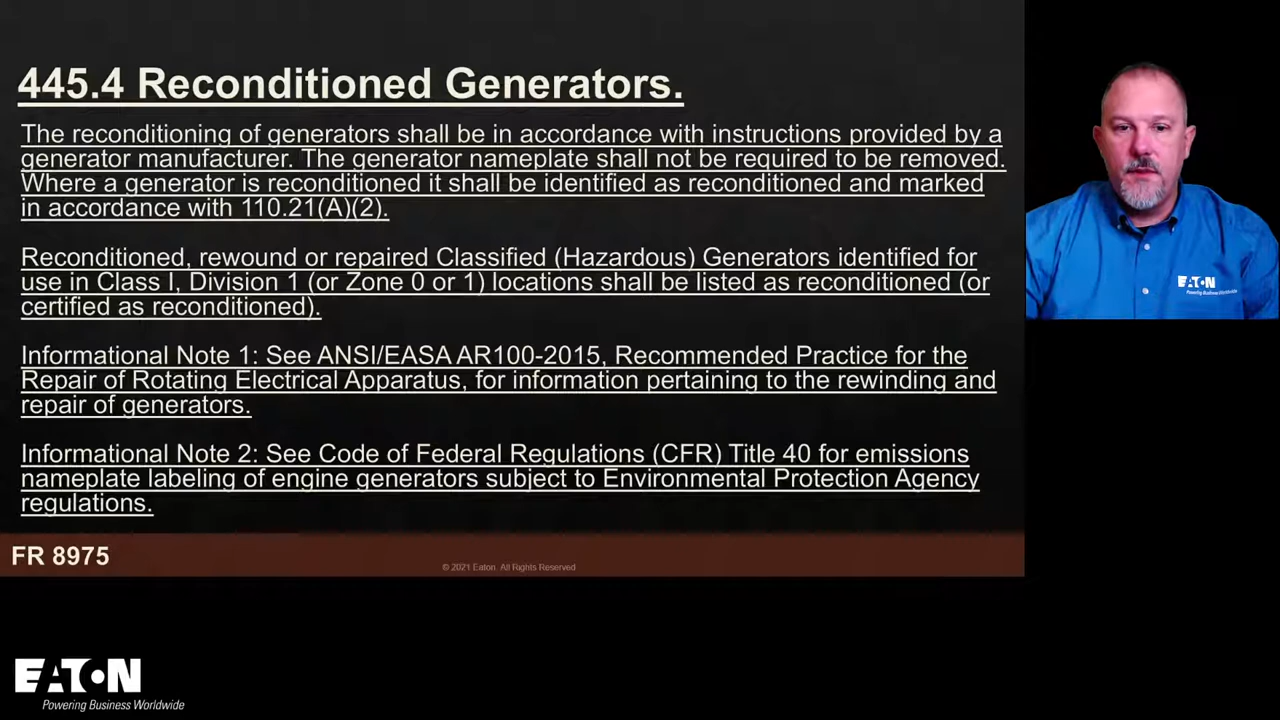 445.4 Reconditioned Generators.
The reconditioning of generators shall be in accordance with instructions provided by a
generator manufacturer. The generator nameplate shall not be required to be removed.
Where a generator is reconditioned it shall be identified as reconditioned and marked
in accordance with 110.21(A)(2).
Reconditioned, rewound or repaired Classified (Hazardous) Generators identified for
use in Class I, Division 1 (or Zone 0 or 1) locations shall be listed as reconditioned (or
certified as reconditioned).
Informational Note 1: See ANSI/EASA AR100-2015, Recommended Practice for the
Repair of Rotating Electrical Apparatus, for information pertaining to the rewinding and
repair of generators.
Informational Note 2: See Code of Federal Regulations (CFR) Title 40 for emissions
nameplate labeling of engine generators subject to Environmental Protection Agency
regulations.
FR 8975
© 2021 Eaton. All Rights Reserved
EATON
Powering Business Worldwide
EATON
Powering Business Worldwide